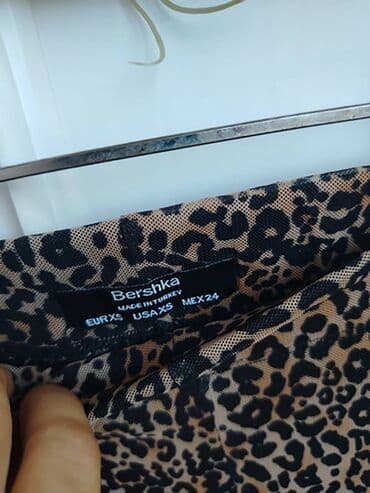 Bershka
MADE IN TURKEY
EUR XS USA XS MEX 24